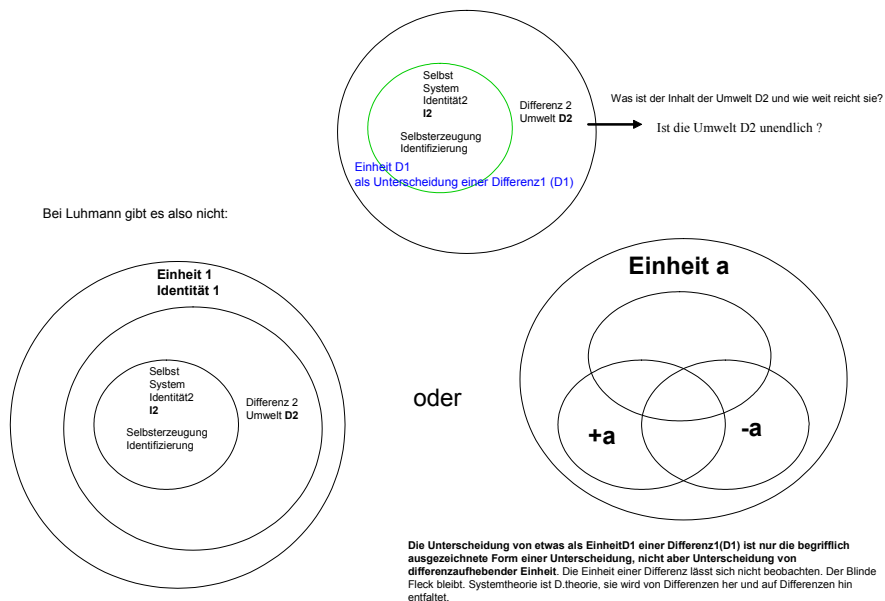 Selbst
System
Identität2
I2
Selbsterzeugung
Identifizierung
Differenz 2
Umwelt D2
Einheit D1
als Unterscheidung einer Differenz1 (D1)
Was ist der Inhalt der Umwelt D2 und wie weit reicht sie?
Ist die Umwelt D2 unendlich ?
Bei Luhmann gibt es also nicht:
Einheit 1
Identität 1
Selbst
System
Identität2
I2
Selbsterzeugung
Identifizierung
Differenz 2
Umwelt D2
oder
Einheit a
+a
-a
Die Unterscheidung von etwas als EinheitD1 einer Differenz1(D1) ist nur die begrifflich
ausgezeichnete Form einer Unterscheidung, nicht aber Unterscheidung von
differenzaufhebender Einheit. Die Einheit einer Differenz lässt sich nicht beobachten. Der Blinde
Fleck bleibt. Systemtheorie ist D.theorie, sie wird von Differenzen her und auf Differenzen hin
entfaltet.